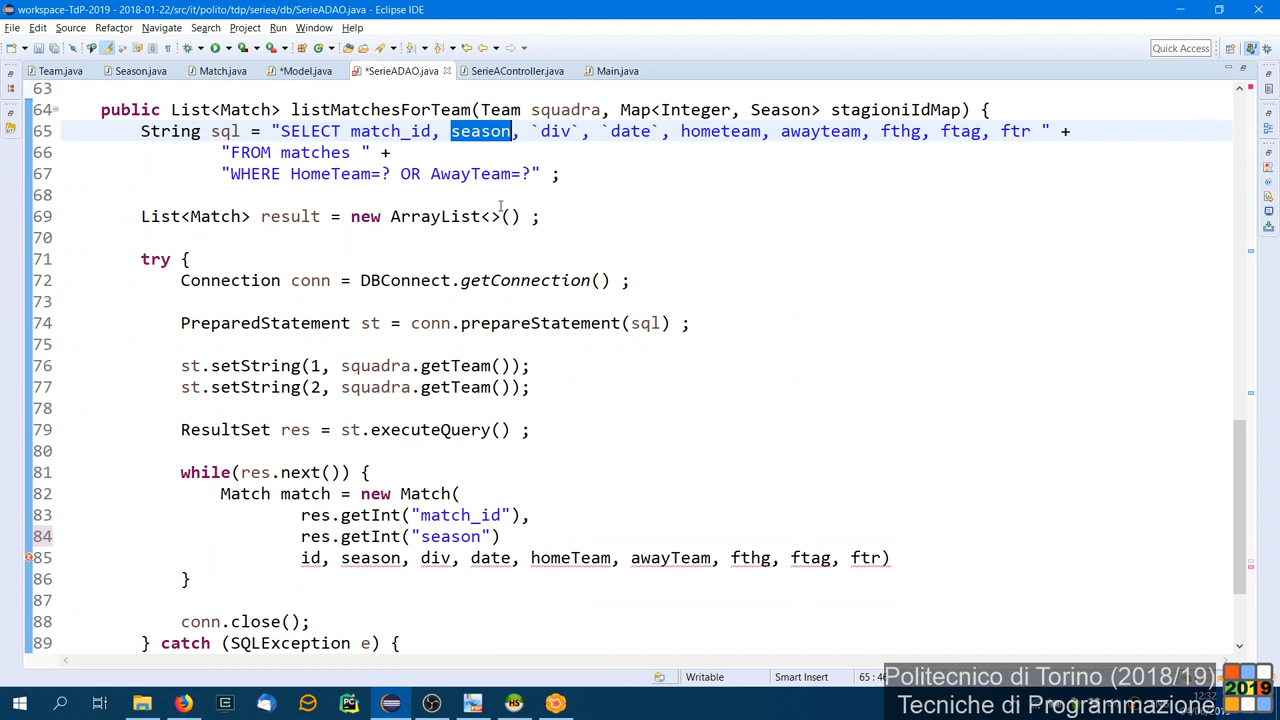 workspace-TdP-2019 - 2018-01-22/src/it/polito/tdp/seriea/db/SerieADAO.java - Eclipse IDE
File Edit Source Refactor Navigate Search Project Run Window Help
Quick Access
Team.java Season.java Match.java *Model.java *SerieADAO.java SerieAController.java Main.java
63
64 public List<Match> listMatchesForTeam(Team squadra, Map<Integer, Season> stagioniIdMap) {
65 String sql = "SELECT match_id, season, `div`, `date`, hometeam, awayteam, fthg, ftag, ftr " +
66 "FROM matches " +
67 "WHERE HomeTeam=? OR AwayTeam=?" ;
68
69 List<Match> result = new ArrayList<>() ;
70
71 try {
72 Connection conn = DBConnect.getConnection() ;
73
74 PreparedStatement st = conn.prepareStatement(sql) ;
75
76 st.setString(1, squadra.getTeam());
77 st.setString(2, squadra.getTeam());
78
79 ResultSet res = st.executeQuery() ;
80
81 while(res.next()) {
82 Match match = new Match(
83 res.getInt("match_id"),
84 res.getInt("season")
85 id, season, div, date, homeTeam, awayTeam, fthg, ftag, ftr)
86 }
87
88 conn.close();
89 } catch (SQLException e) {
Writable Smart Insert 65 : 46
Politecnico di Torino (2018/19)
Tecniche di Programmazione
2019
12:32